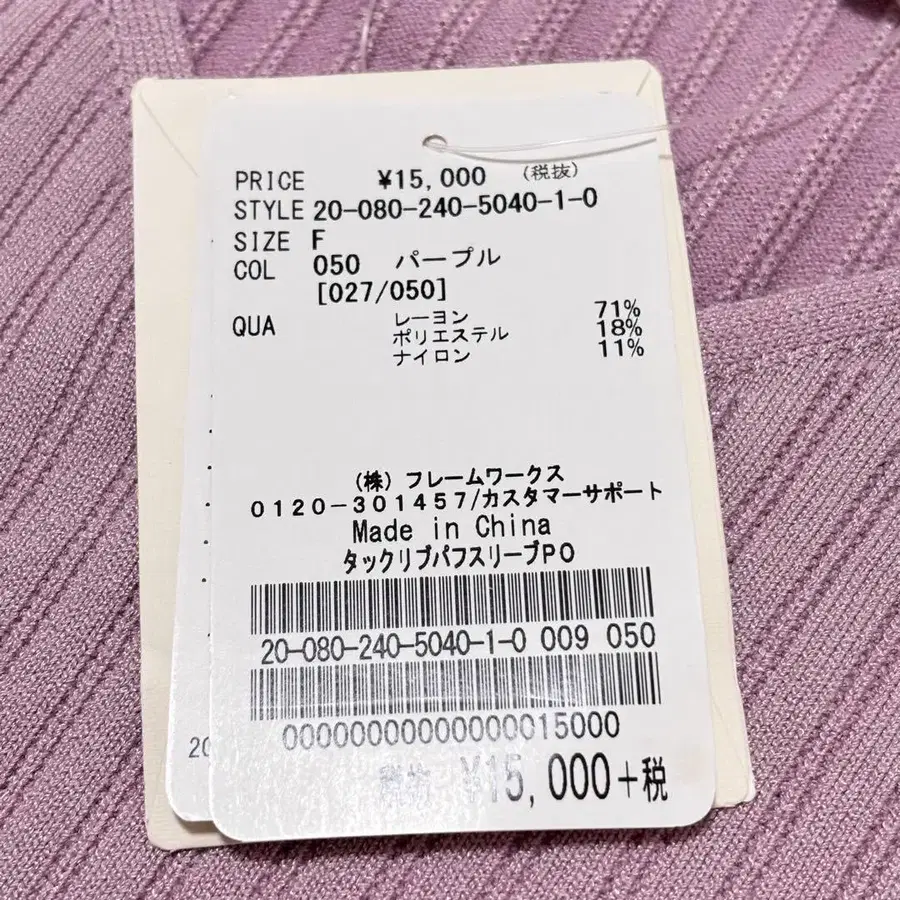 PRICE ¥15,000 (税抜)
STYLE 20-080-240-5040-1-0
SIZE F
COL 050 パープル
[027/050]
QUA レーヨン 71%
ポリエステル 18%
ナイロン 11%
(株) フレームワークス
0120-301457/カスタマーサポート
Made in China
タックリブパフスリーブPO
20-080-240-5040-1-0 009 050
00000000000000015000
税抜 ¥15,000+税
20